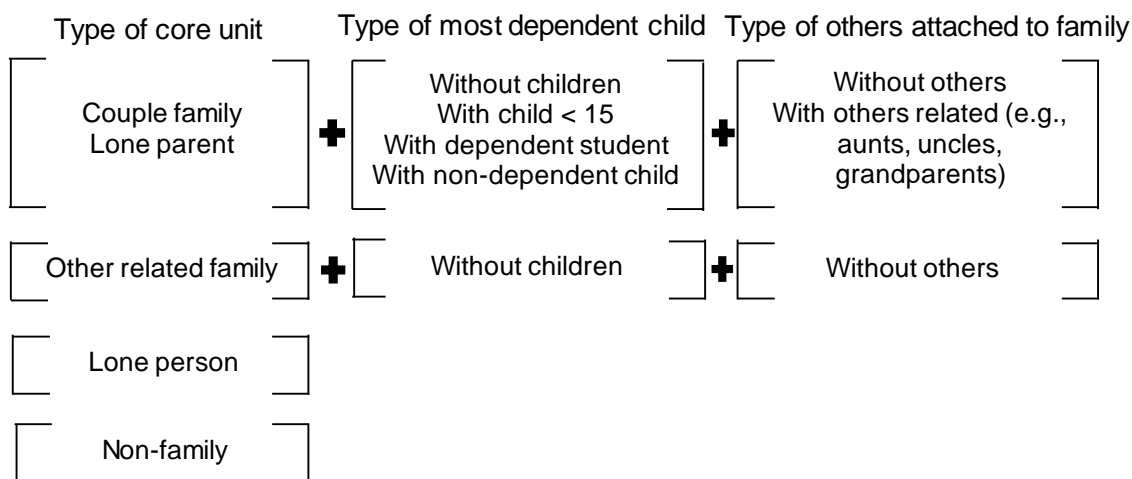 Type of core unit
Type of most dependent child
Type of others attached to family
Couple family
Lone parent
Without children
With child < 15
With dependent student
With non-dependent child
Without others
With others related (e.g.,
aunts, uncles,
grandparents)
Other related family
Without children
Without others
Lone person
Non-family